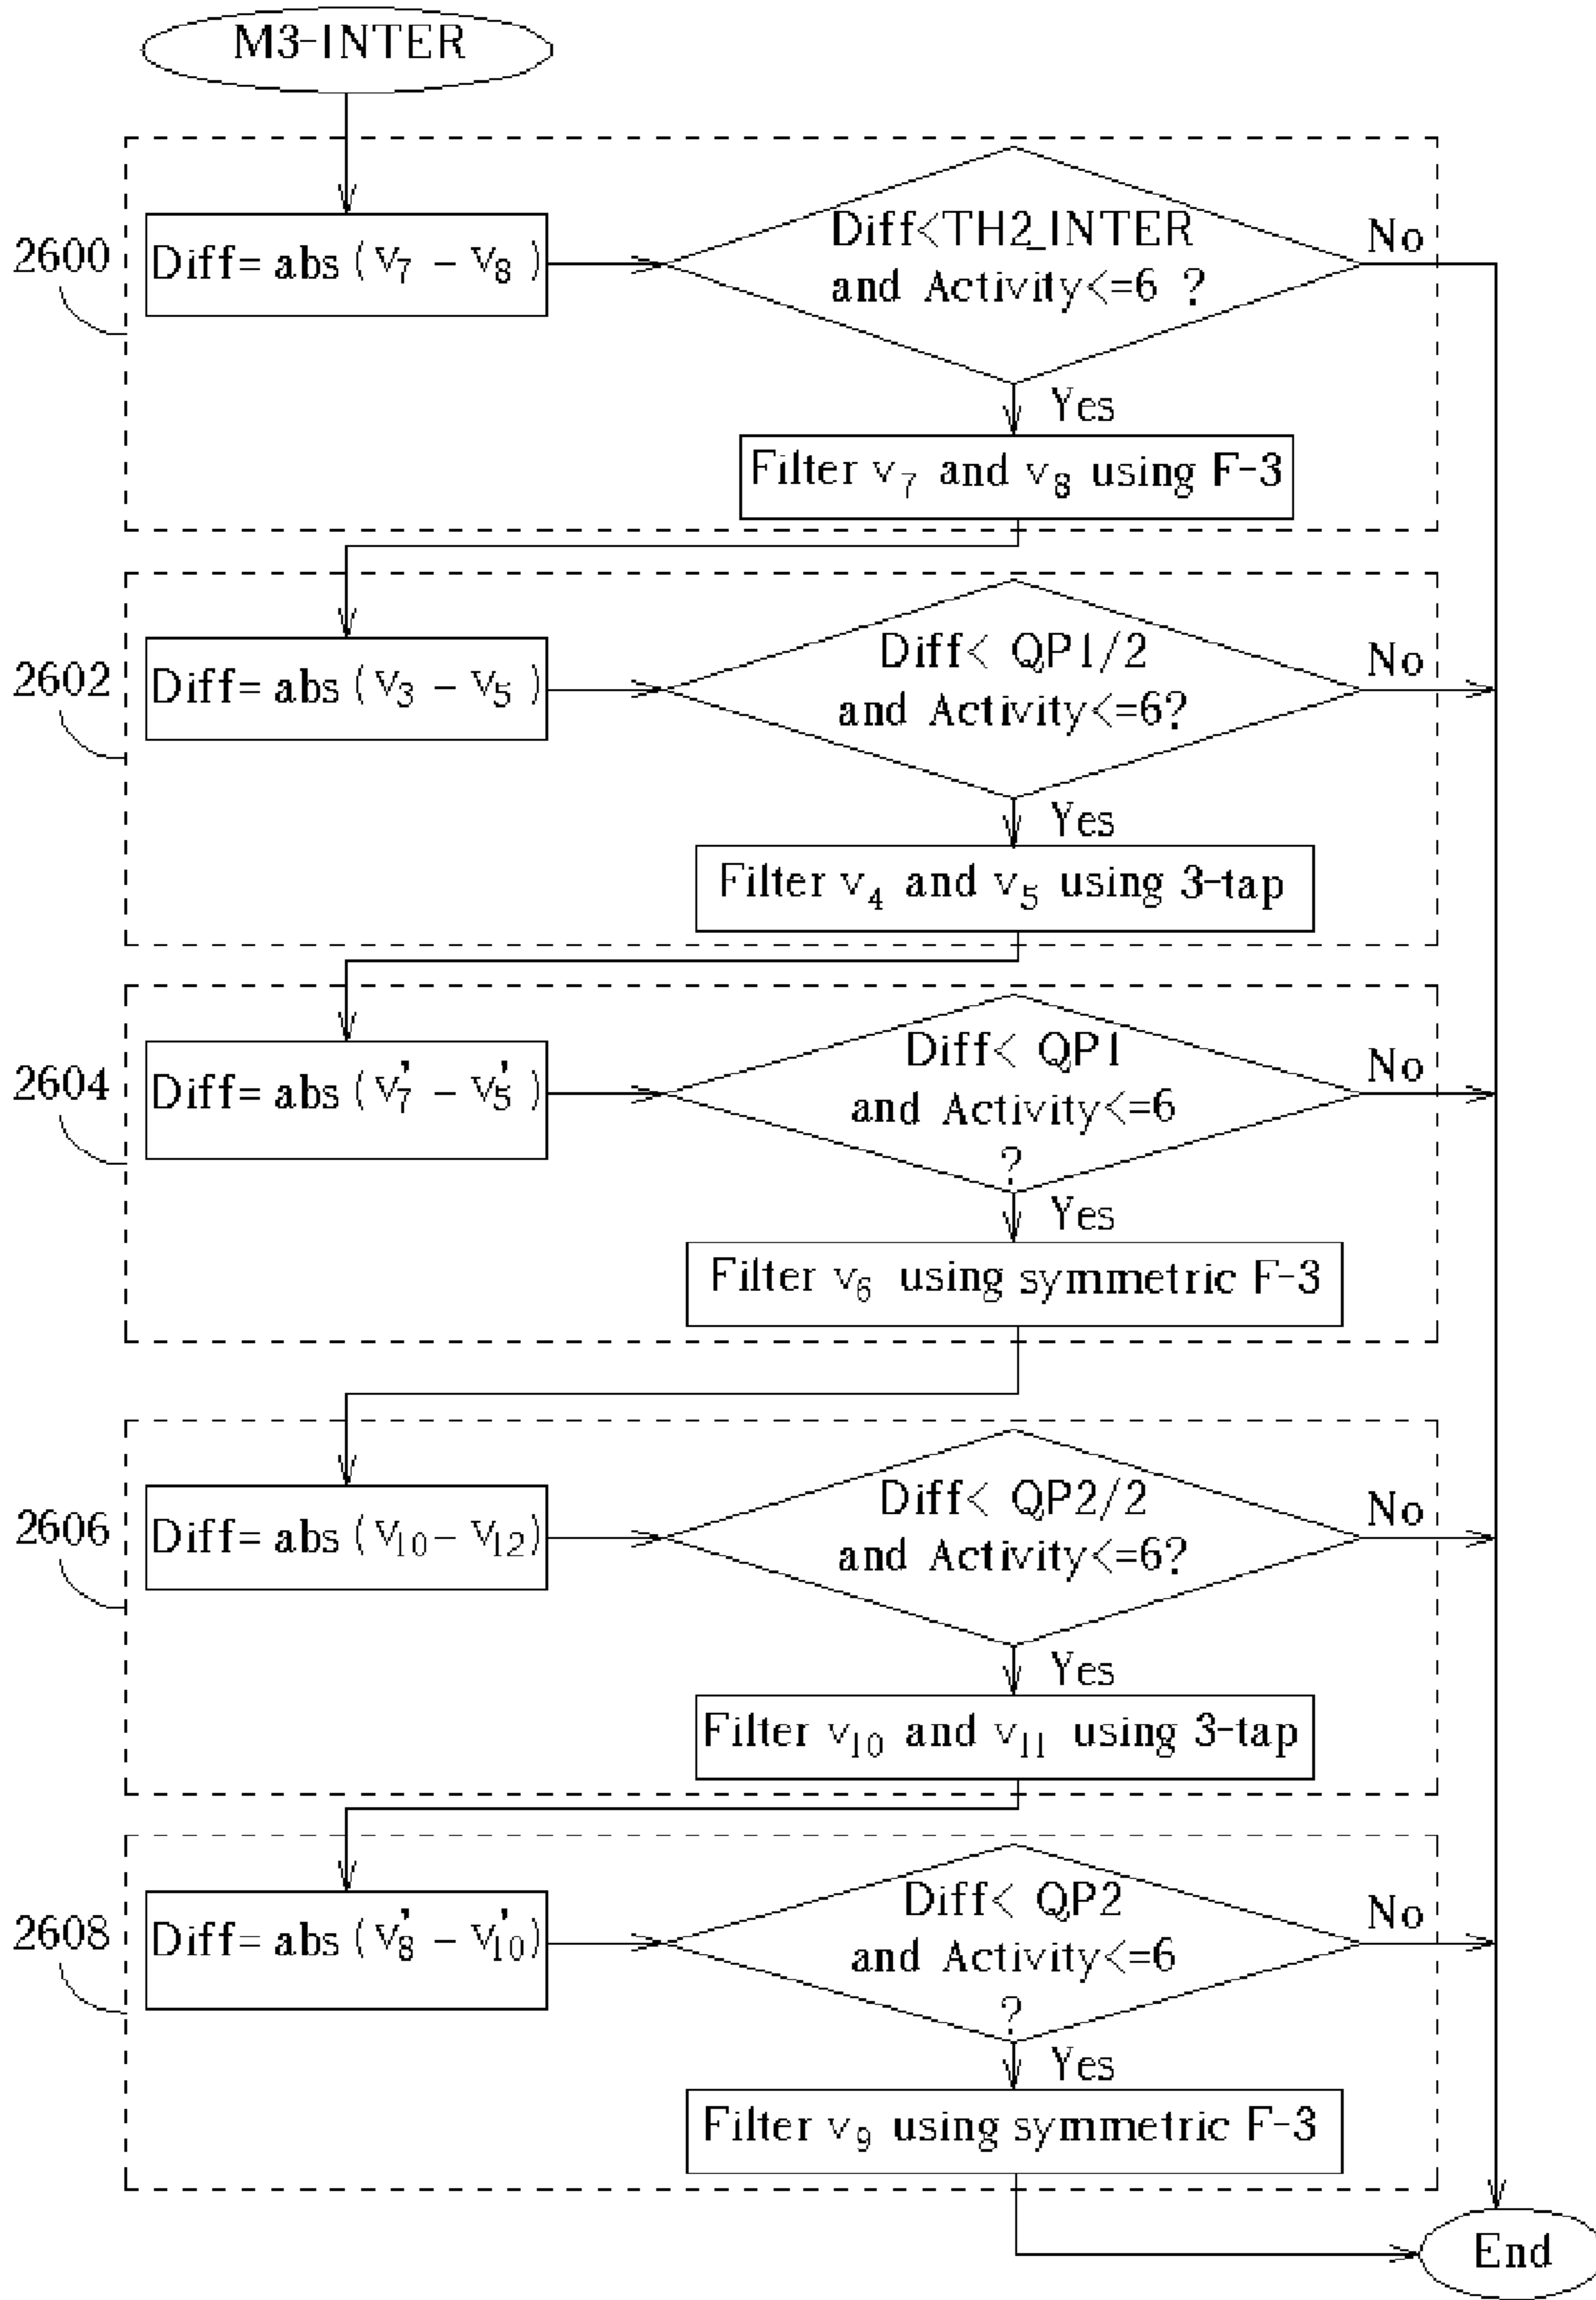 M3-INTER
2600
Diff= abs (V₇ - V₈ )
Diff<TH2_INTER
and Activity<=6 ?
No
Yes
Filter v₇ and v₈ using F-3
2602
Diff= abs (V₃ - V₅ )
Diff< QP1/2
and Activity<=6?
No
Yes
Filter v₄ and v₅ using 3-tap
2604
Diff= abs (V₇' - V₅' )
Diff< QP1
and Activity<=6
?
No
Yes
Filter v₆ using symmetric F-3
2606
Diff= abs (V₁₀ - V₁₂)
Diff< QP2/2
and Activity<=6?
No
Yes
Filter v₁₀ and v₁₁ using 3-tap
2608
Diff= abs (V₈' - V₁₀')
Diff< QP2
and Activity<=6
?
No
Yes
Filter v₉ using symmetric F-3
End